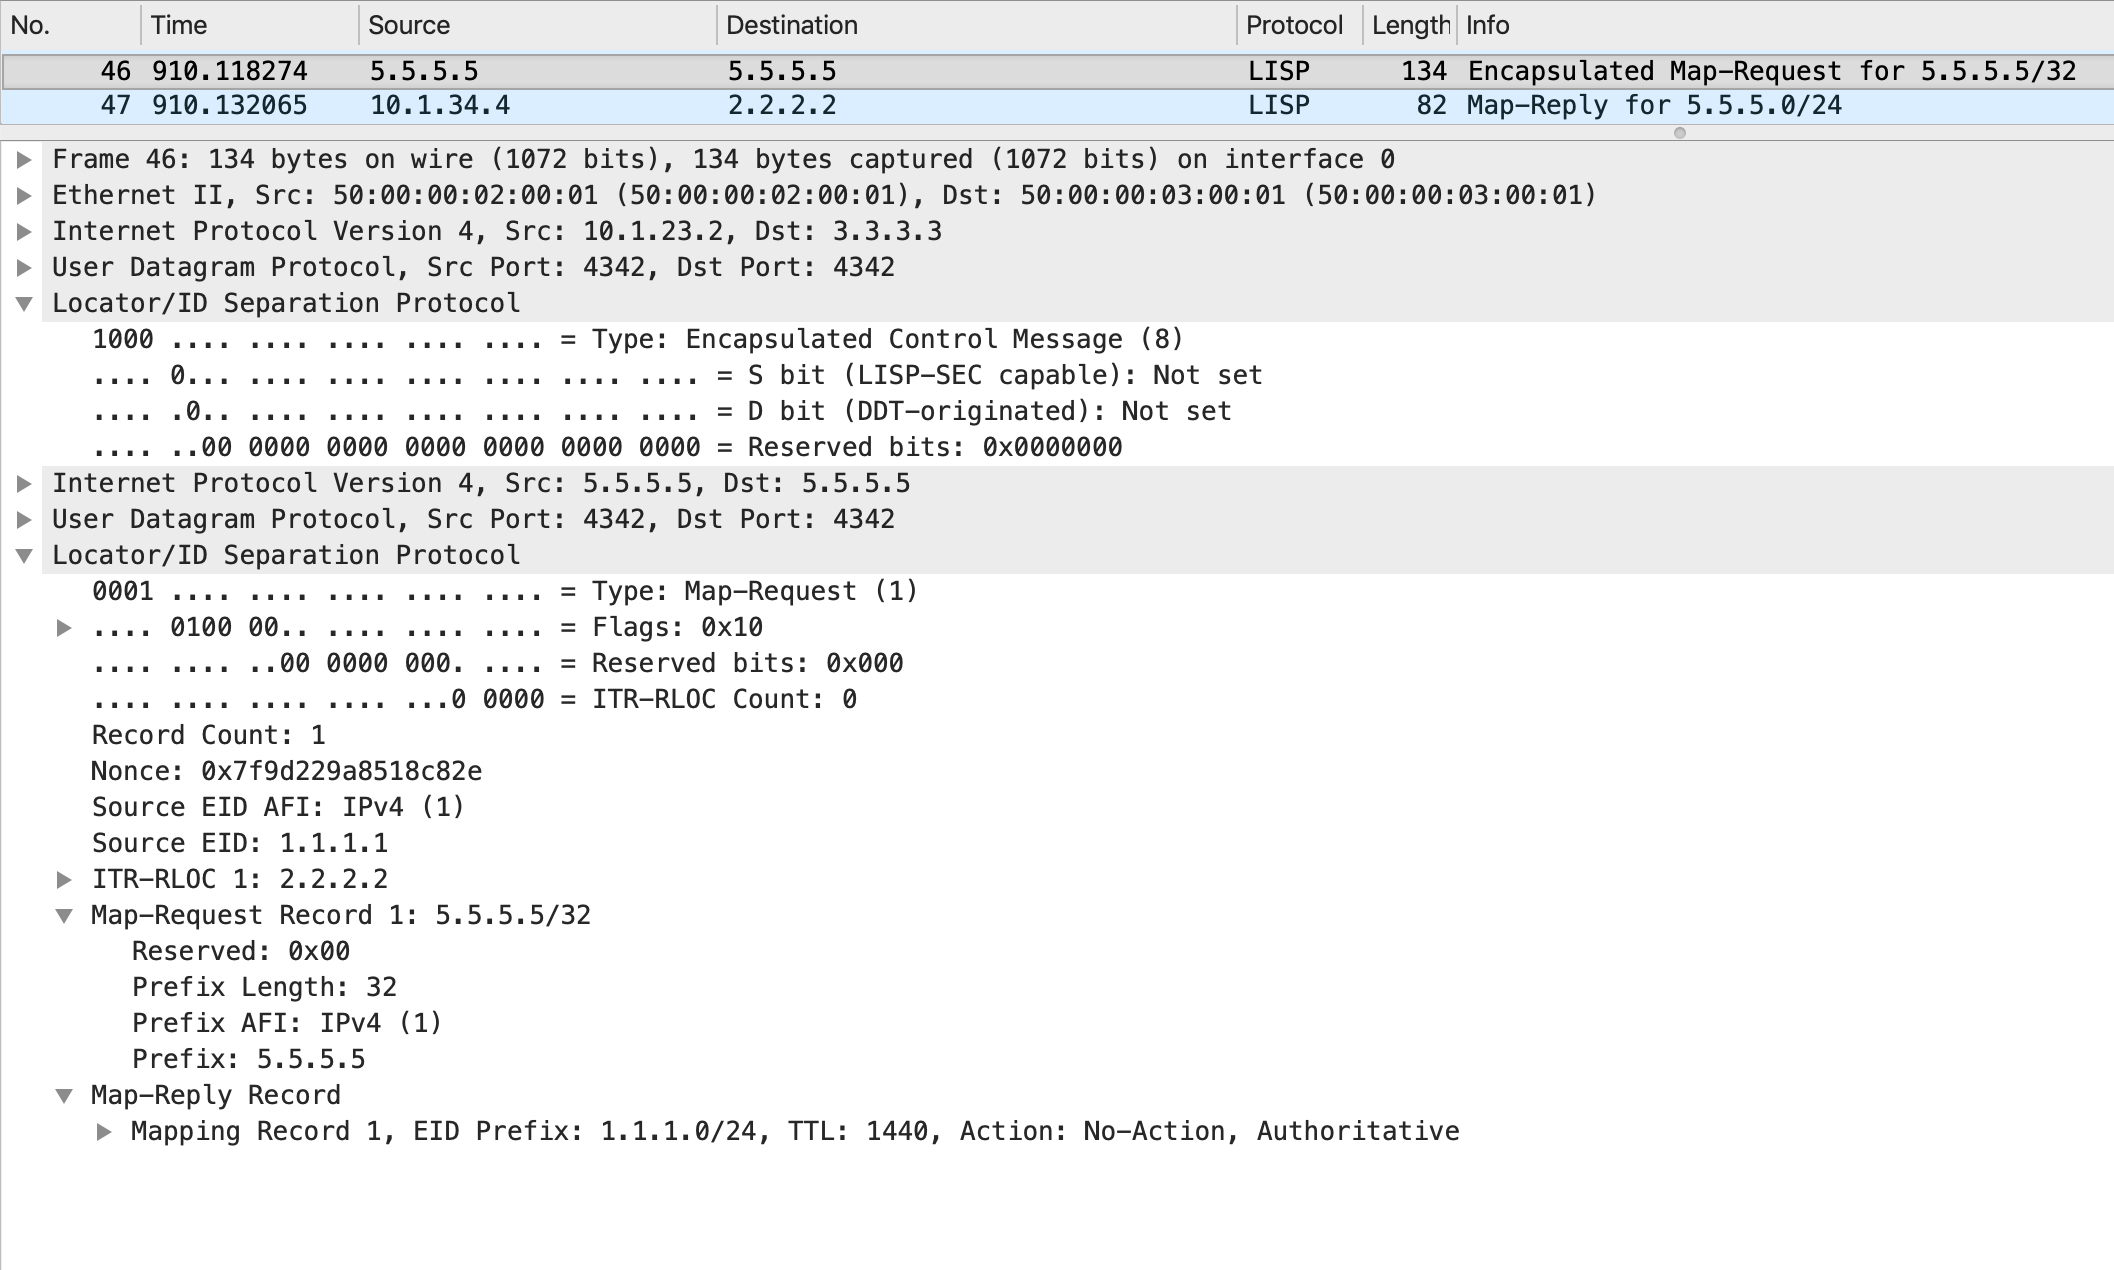 No. Time Source Destination Protocol Length Info
46 910.118274 5.5.5.5 5.5.5.5 LISP 134 Encapsulated Map-Request for 5.5.5.5/32
47 910.132065 10.1.34.4 2.2.2.2 LISP 82 Map-Reply for 5.5.5.0/24
Frame 46: 134 bytes on wire (1072 bits), 134 bytes captured (1072 bits) on interface 0
Ethernet II, Src: 50:00:00:02:00:01 (50:00:00:02:00:01), Dst: 50:00:00:03:00:01 (50:00:00:03:00:01)
Internet Protocol Version 4, Src: 10.1.23.2, Dst: 3.3.3.3
User Datagram Protocol, Src Port: 4342, Dst Port: 4342
Locator/ID Separation Protocol
1000 .... .... .... .... .... = Type: Encapsulated Control Message (8)
.... 0... .... .... .... .... .... .... = S bit (LISP-SEC capable): Not set
.... .0.. .... .... .... .... .... .... = D bit (DDT-originated): Not set
.... ..00 0000 0000 0000 0000 0000 0000 = Reserved bits: 0x0000000
Internet Protocol Version 4, Src: 5.5.5.5, Dst: 5.5.5.5
User Datagram Protocol, Src Port: 4342, Dst Port: 4342
Locator/ID Separation Protocol
0001 .... .... .... .... .... = Type: Map-Request (1)
.... 0100 00.. .... .... .... = Flags: 0x10
.... .... ..00 0000 000. .... = Reserved bits: 0x000
.... .... .... .... ...0 0000 = ITR-RLOC Count: 0
Record Count: 1
Nonce: 0x7f9d229a8518c82e
Source EID AFI: IPv4 (1)
Source EID: 1.1.1.1
ITR-RLOC 1: 2.2.2.2
Map-Request Record 1: 5.5.5.5/32
Reserved: 0x00
Prefix Length: 32
Prefix AFI: IPv4 (1)
Prefix: 5.5.5.5
Map-Reply Record
Mapping Record 1, EID Prefix: 1.1.1.0/24, TTL: 1440, Action: No-Action, Authoritative